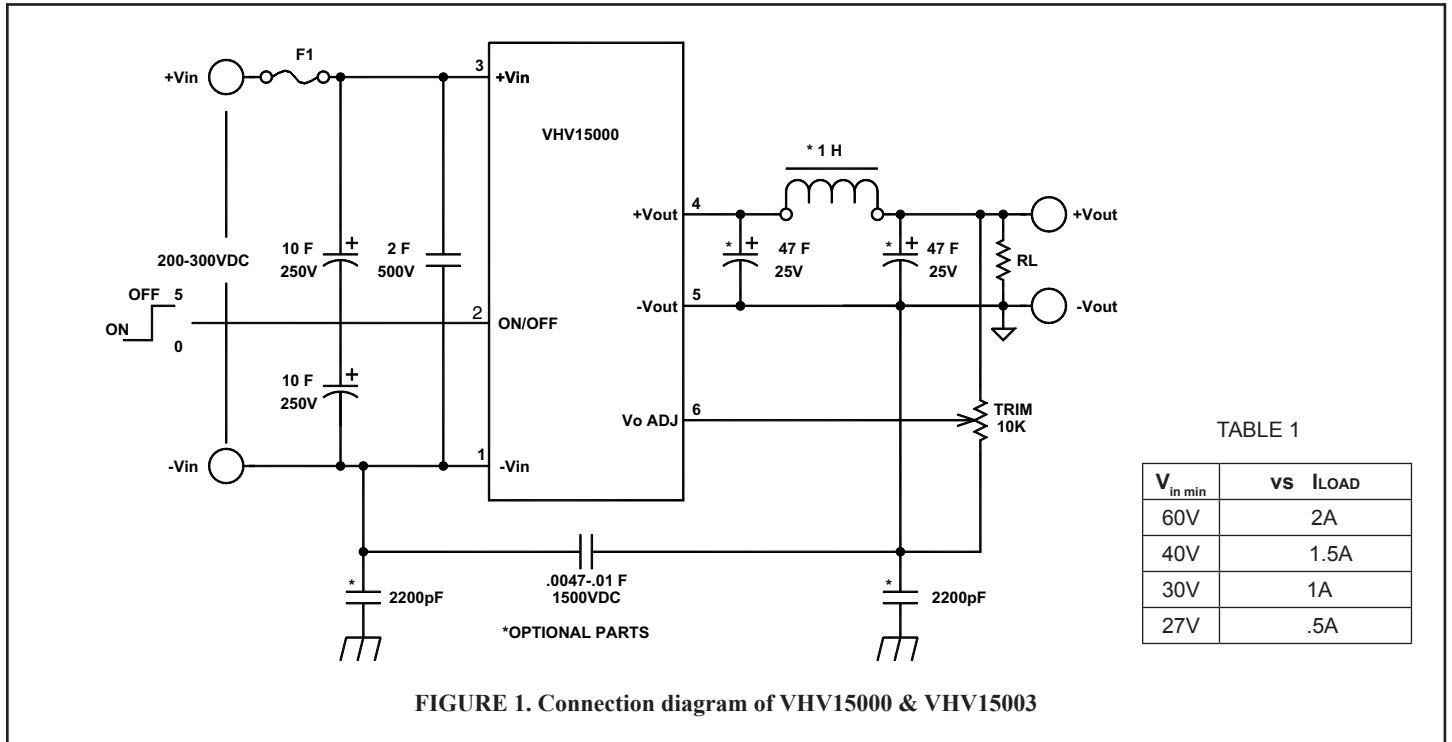 F1
+Vin
3
+Vin
VHV15000
* 1 H
+Vout
4
+Vout
200-300VDC
10 F
250V
+
2 F
500V
* +
47 F
25V
* +
47 F
25V
RL
OFF 5
ON
0
2
ON/OFF
-Vout
5
-Vout
10 F
250V
+
Vo ADJ
6
TRIM
10K
-Vin
1
-Vin
*
2200pF
.0047-.01 F
1500VDC
*
2200pF
*OPTIONAL PARTS
TABLE 1
Vin min vs ILOAD
60V 2A
40V 1.5A
30V 1A
27V .5A
FIGURE 1. Connection diagram of VHV15000 & VHV15003